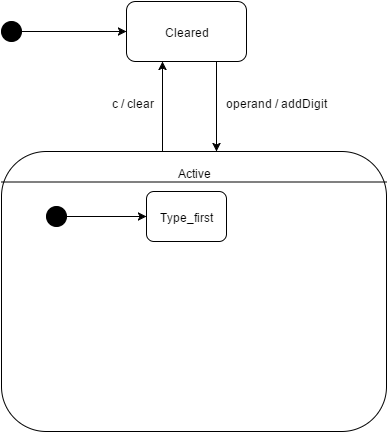 Cleared
c / clear
operand / addDigit
Active
Type_first